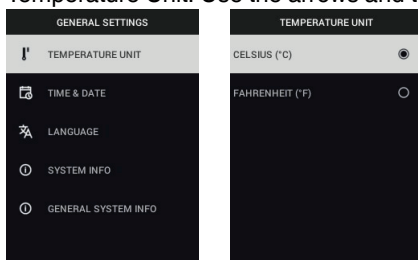 Temperature Unit. Use the arrows and t
GENERAL SETTINGS
TEMPERATURE UNIT
TIME & DATE
LANGUAGE
SYSTEM INFO
GENERAL SYSTEM INFO
TEMPERATURE UNIT
CELSIUS (°C)
FAHRENHEIT (°F)